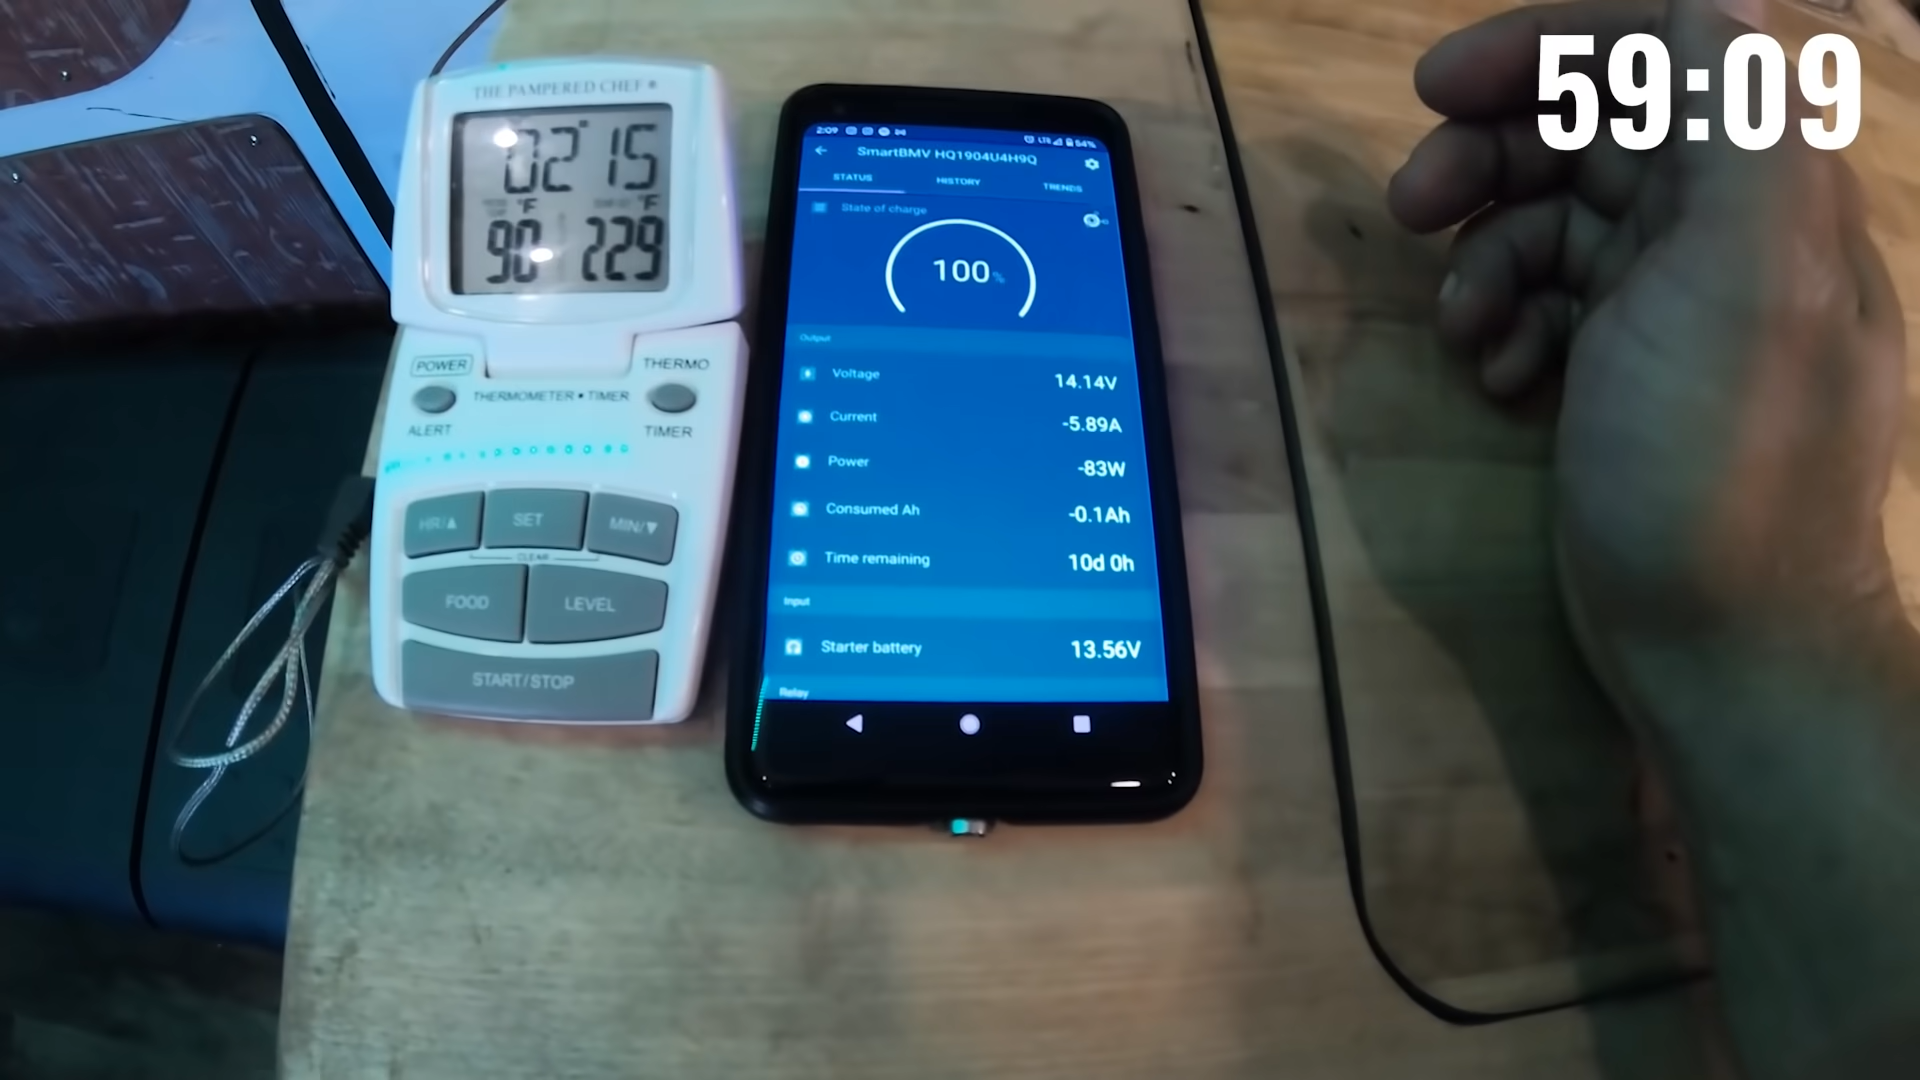 59:09
THE PAMPERED CHEF
02 15
°F °F
90 229
POWER
THERMO
THERMOMETER • TIMER
ALERT
TIMER
HR/▲ SET MIN/▼
CLEAR
FOOD LEVEL
START/STOP
2:09 LTE 54%
SmartBMV HQ1904U4H9Q
STATUS HISTORY TRENDS
State of charge
100%
Output
Voltage 14.14V
Current -5.89A
Power -83W
Consumed Ah -0.1Ah
Time remaining 10d 0h
Input
Starter battery 13.56V
Relay